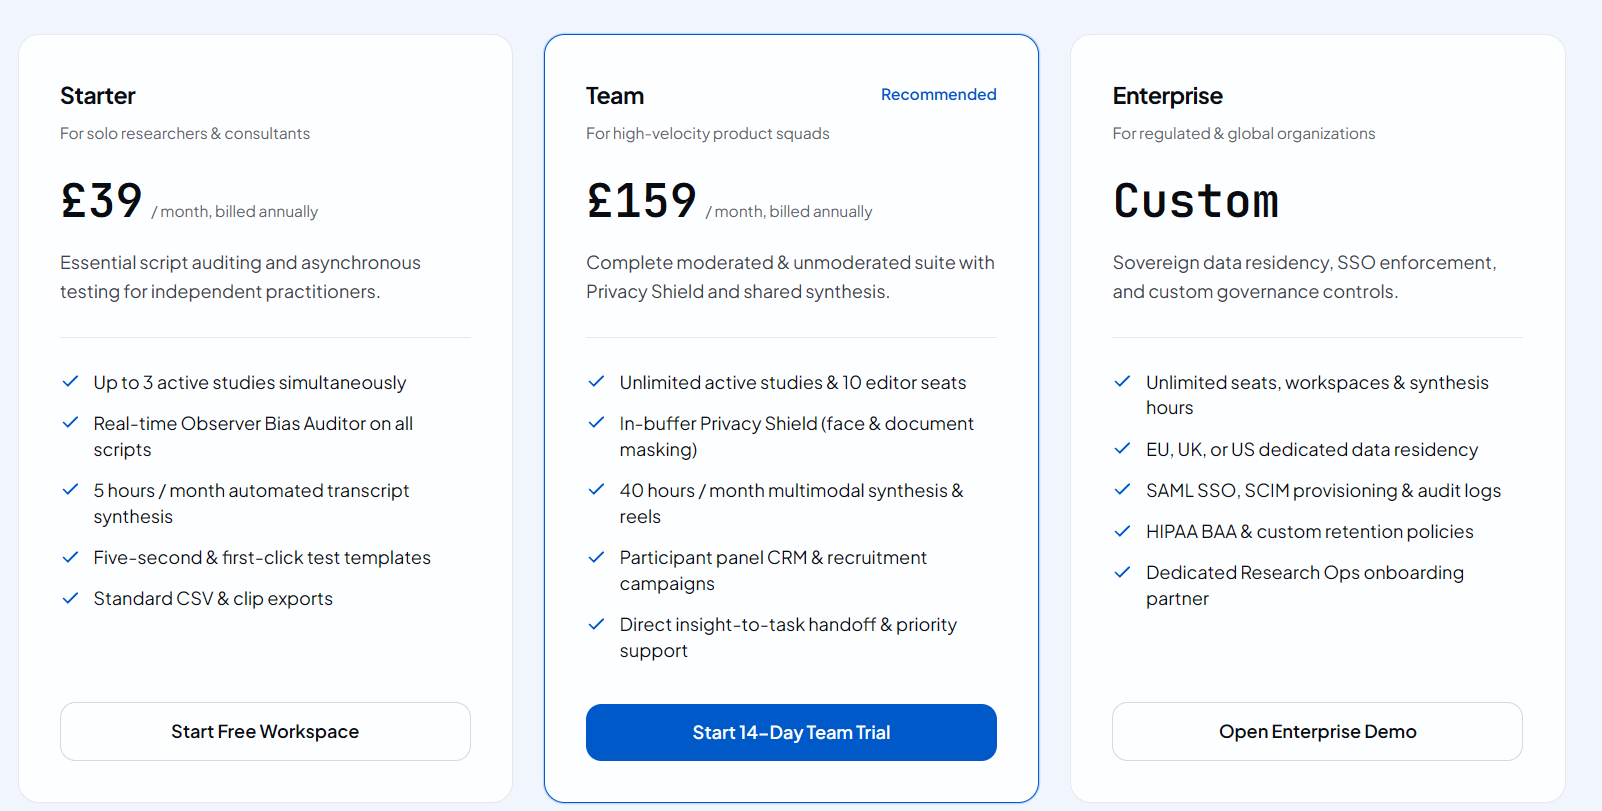 Starter
For solo researchers & consultants
£39 / month, billed annually
Essential script auditing and asynchronous
testing for independent practitioners.
Up to 3 active studies simultaneously
Real-time Observer Bias Auditor on all
scripts
5 hours / month automated transcript
synthesis
Five-second & first-click test templates
Standard CSV & clip exports
Start Free Workspace
Team
Recommended
For high-velocity product squads
£159 / month, billed annually
Complete moderated & unmoderated suite with
Privacy Shield and shared synthesis.
Unlimited active studies & 10 editor seats
In-buffer Privacy Shield (face & document
masking)
40 hours / month multimodal synthesis &
reels
Participant panel CRM & recruitment
campaigns
Direct insight-to-task handoff & priority
support
Start 14-Day Team Trial
Enterprise
For regulated & global organizations
Custom
Sovereign data residency, SSO enforcement,
and custom governance controls.
Unlimited seats, workspaces & synthesis
hours
EU, UK, or US dedicated data residency
SAML SSO, SCIM provisioning & audit logs
HIPAA BAA & custom retention policies
Dedicated Research Ops onboarding
partner
Open Enterprise Demo